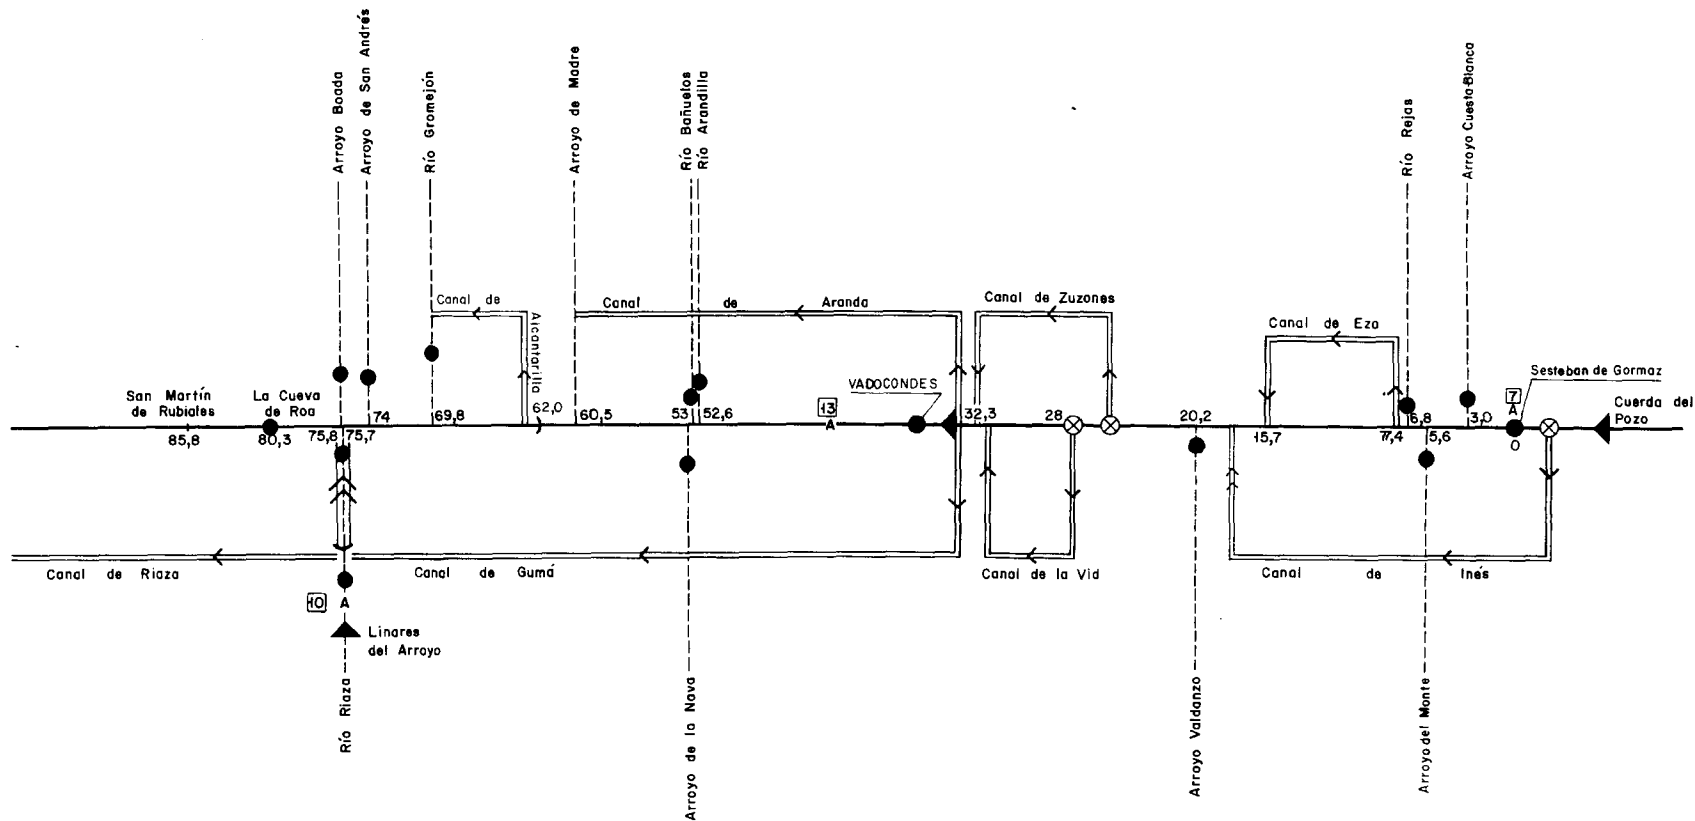 Arroyo Boada
Arroyo de San Andrés
Río Gromejón
Arroyo de Madre
Río Bañuelos
Río Arandilla
Río Rejas
Arroyo Cuesta-Blanca
Canal de
Alcantarilla
Canal de Aranda
Canal de Zuzones
Canal de Eza
Sesteban de Gormaz
VADOCONDES
San Martín
de Rubiales
La Cueva
de Roa
Cuerda del
Pozo
7
A
13
A
85,8
80,3
75,8
75,7
74
69,8
62,0
60,5
53
52,6
32,3
28
20,2
15,7
7,4
6,8
5,6
3,0
0
Canal de Riaza
Canal de Gumá
Canal de la Vid
Canal de Inés
10 A
Linares
del Arroyo
Río Riaza
Arroyo de la Nava
Arroyo Valdanzo
Arroyo del Monte